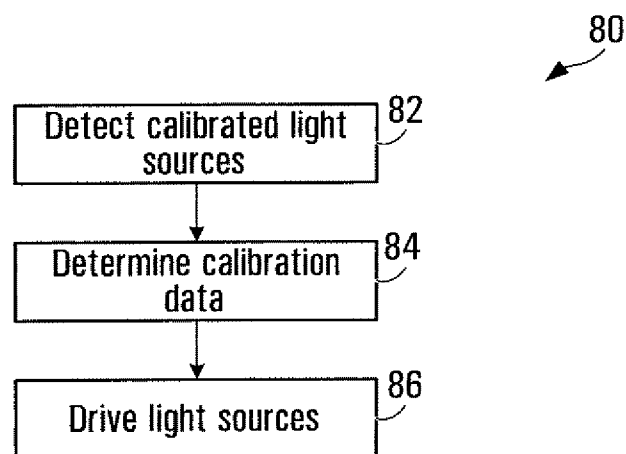 80
Detect calibrated light
sources
82
Determine calibration
data
84
Drive light sources
86